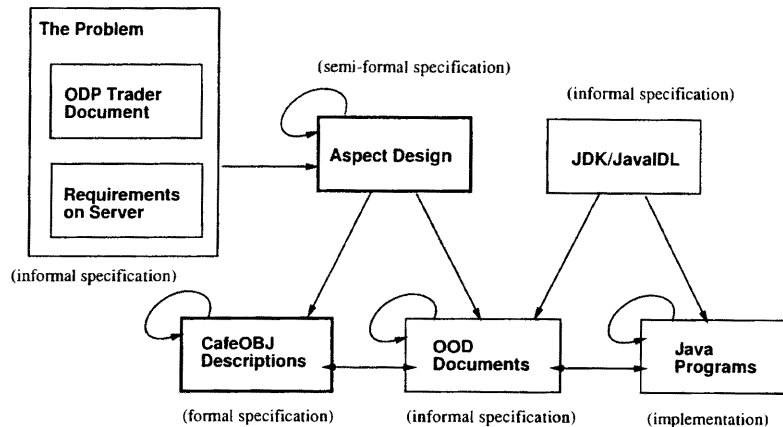 The Problem
ODP Trader
Document
Requirements
on Server
(informal specification)
(semi-formal specification)
Aspect Design
(informal specification)
JDK/JavaIDL
CafeOBJ
Descriptions
(formal specification)
OOD
Documents
(informal specification)
Java
Programs
(implementation)